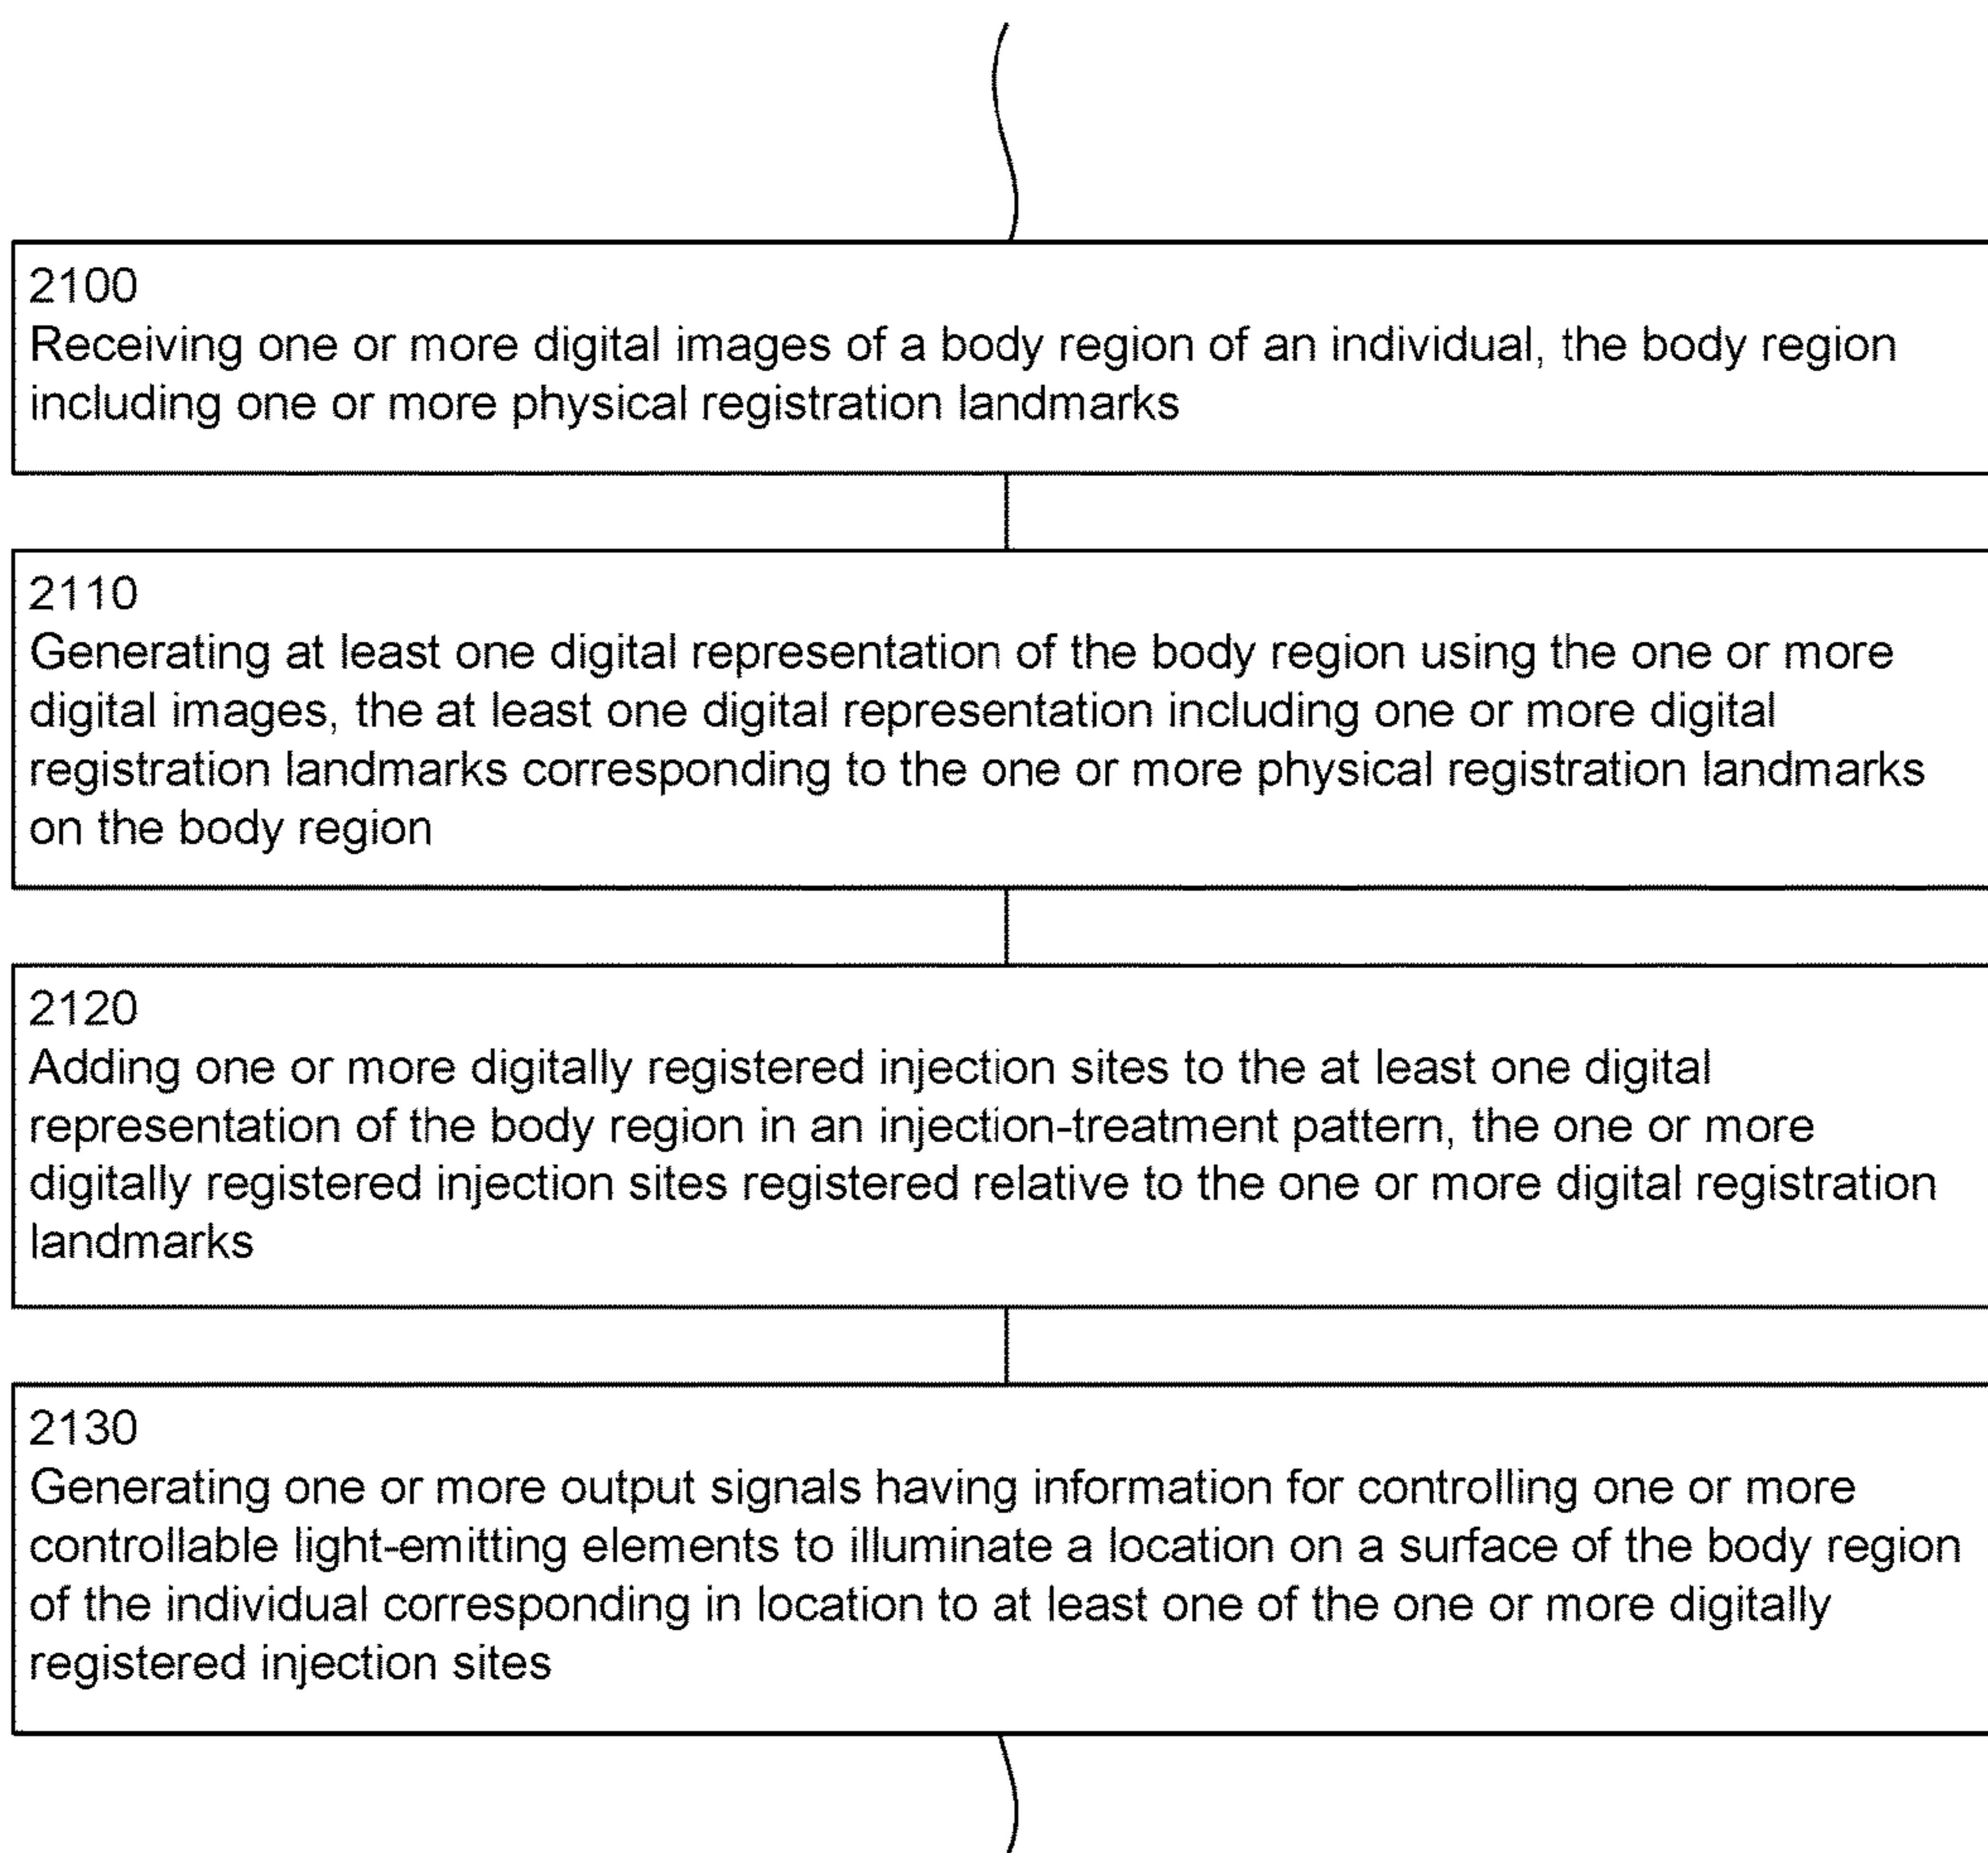 2100
Receiving one or more digital images of a body region of an individual, the body region
including one or more physical registration landmarks
2110
Generating at least one digital representation of the body region using the one or more
digital images, the at least one digital representation including one or more digital
registration landmarks corresponding to the one or more physical registration landmarks
on the body region
2120
Adding one or more digitally registered injection sites to the at least one digital
representation of the body region in an injection-treatment pattern, the one or more
digitally registered injection sites registered relative to the one or more digital registration
landmarks
2130
Generating one or more output signals having information for controlling one or more
controllable light-emitting elements to illuminate a location on a surface of the body region
of the individual corresponding in location to at least one of the one or more digitally
registered injection sites